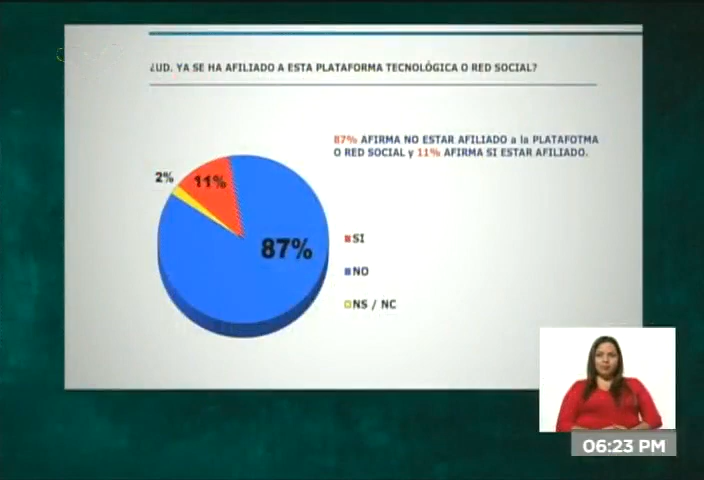 ¿UD. YA SE HA AFILIADO A ESTA PLATAFORMA TECNOLÓGICA O RED SOCIAL?
87% AFIRMA NO ESTAR AFILIADO a la PLATAFOTMA
O RED SOCIAL y 11% AFIRMA SI ESTAR AFILIADO.
2%
11%
87%
SI
NO
NS / NC
06:23 PM